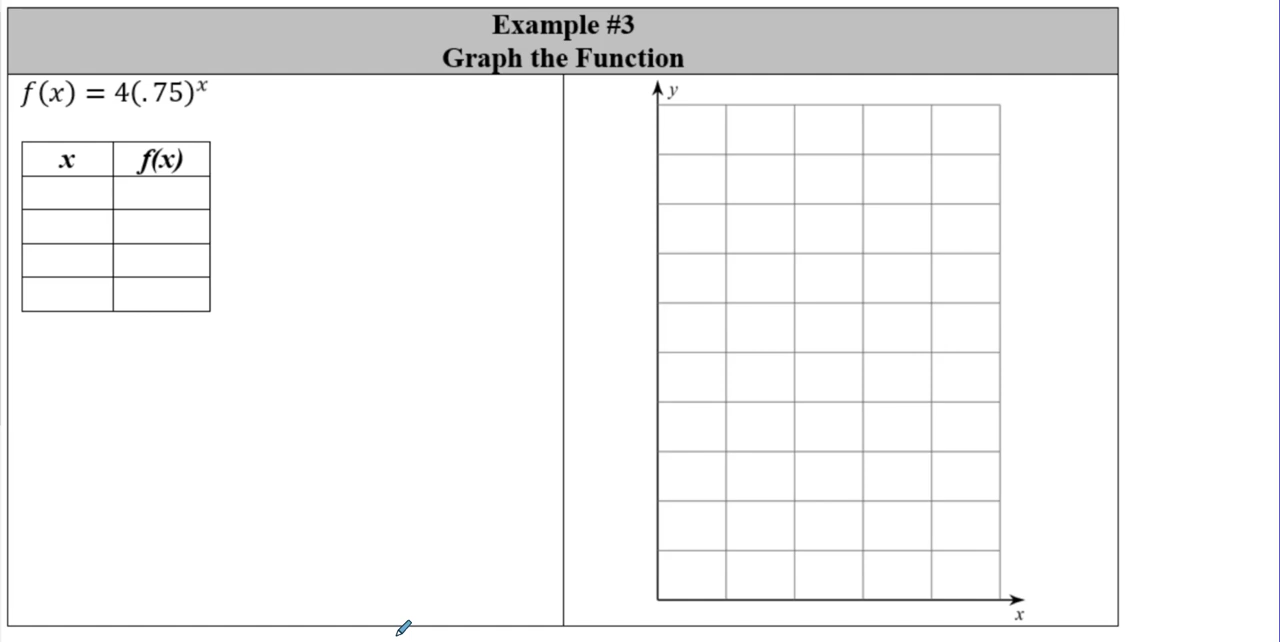 Example #3
Graph the Function
f(x) = 4(.75)^x
x f(x)
y
x